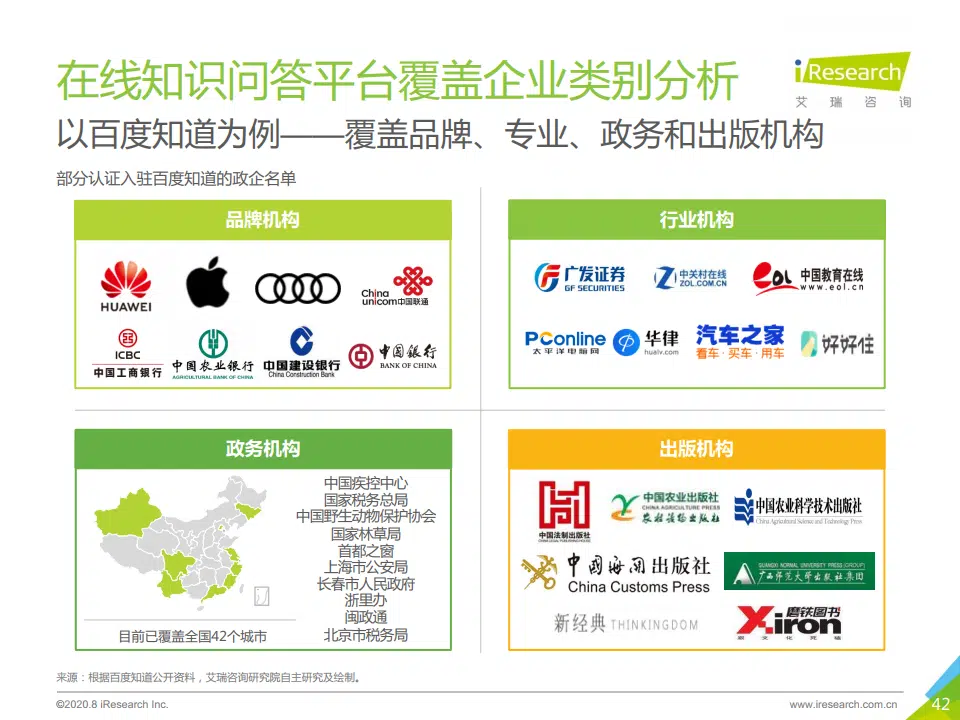 在线知识问答平台覆盖企业类别分析
iResearch
艾瑞咨询
以百度知道为例——覆盖品牌、专业、政务和出版机构
部分认证入驻百度知道的政企名单
品牌机构
HUAWEI
China unicom中国联通
ICBC
中国工商银行
中国农业银行
AGRICULTURAL BANK OF CHINA
中国建设银行
China Construction Bank
中国银行
BANK OF CHINA
行业机构
广发证券
GF SECURITIES
中关村在线
ZOL.COM.CN
eOL 中国教育在线
www.eol.cn
PConline
太平洋电脑网
华律
hualv.com
汽车之家
看车·买车·用车
好好住
政务机构
中国疾控中心
国家税务总局
中国野生动物保护协会
国家林草局
首都之窗
上海市公安局
长春市人民政府
浙里办
闽政通
北京市税务局
目前已覆盖全国42个城市
出版机构
中国法制出版社
中国农业出版社
CHINA AGRICULTURE PRESS
农村读物出版社
中国农业科学技术出版社
China Agricultural Science and Technology Press
中国海关出版社
China Customs Press
GUANGXI NORMAL UNIVERSITY PRESS (GROUP)
广西师范大学出版社集团
新经典 THINKINGDOM
磨铁图书
Xiron
来源：根据百度知道公开资料，艾瑞咨询研究院自主研究及绘制。
©2020.8 iResearch Inc.
www.iresearch.com.cn
42